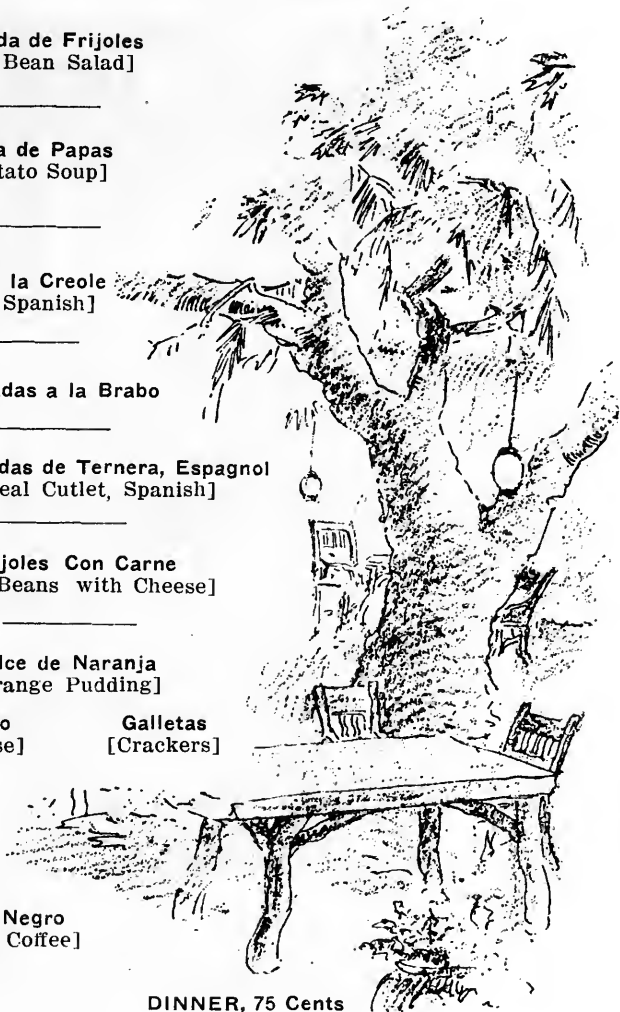 da de Frijoles
Bean Salad]
a de Papas
tato Soup]
la Creole
Spanish]
das a la Brabo
das de Ternera, Espagnol
eal Cutlet, Spanish]
joles Con Carne
Beans with Cheese]
lce de Naranja
range Pudding]
o Galletas
se] [Crackers]
Negro
Coffee]
DINNER, 75 Cents